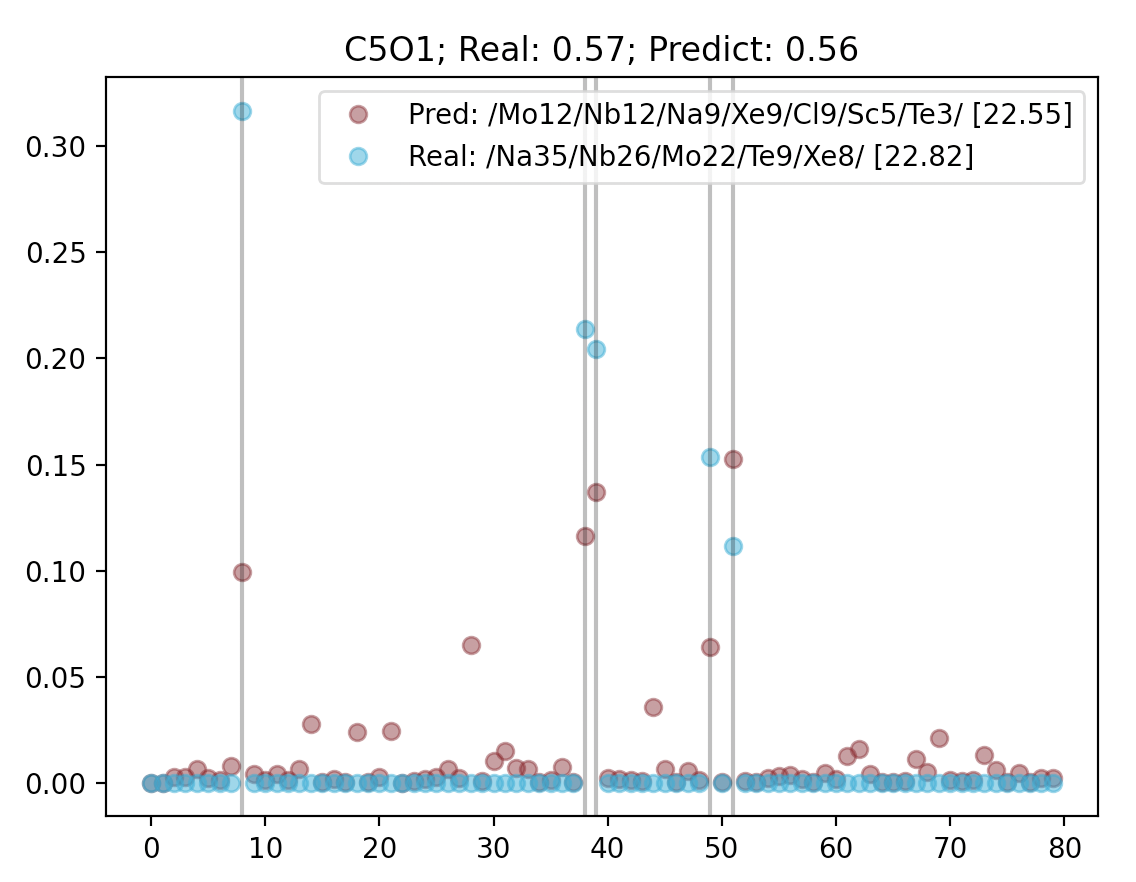 C5O1; Real: 0.57; Predict: 0.56
Pred: /Mo12/Nb12/Na9/Xe9/Cl9/Sc5/Te3/ [22.55]
Real: /Na35/Nb26/Mo22/Te9/Xe8/ [22.82]
0.30
0.25
0.20
0.15
0.10
0.05
0.00
0 10 20 30 40 50 60 70 80